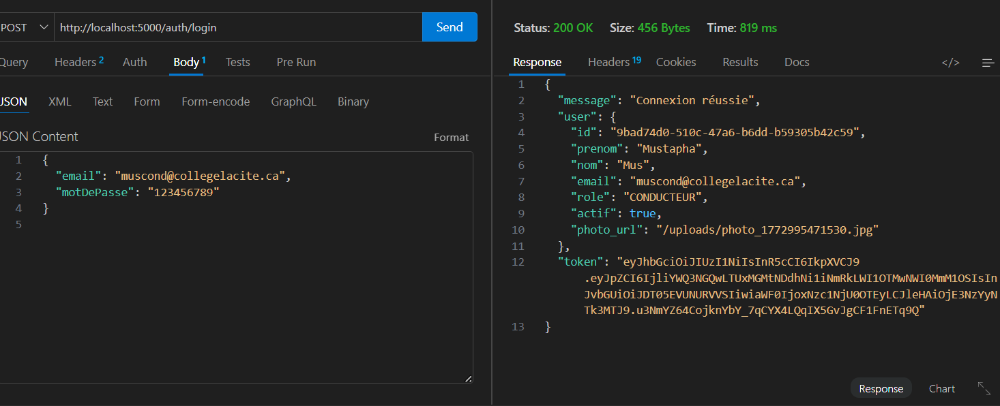 POST http://localhost:5000/auth/login Send
Query Headers 2 Auth Body 1 Tests Pre Run
JSON XML Text Form Form-encode GraphQL Binary
JSON Content Format
1 {
2 "email": "muscond@collegelacite.ca",
3 "motDePasse": "123456789"
4 }
5
Status: 200 OK Size: 456 Bytes Time: 819 ms
Response Headers 19 Cookies Results Docs </>
1 {
2 "message": "Connexion réussie",
3 "user": {
4 "id": "9bad74d0-510c-47a6-b6dd-b59305b42c59",
5 "prenom": "Mustapha",
6 "nom": "Mus",
7 "email": "muscond@collegelacite.ca",
8 "role": "CONDUCTEUR",
9 "actif": true,
10 "photo_url": "/uploads/photo_1772995471530.jpg"
11 },
12 "token": "eyJhbGciOiJIUzI1NiIsInR5cCI6IkpXVCJ9
.eyJpZCI6IjliYWQ3NGQwLTUxMGMtNDdhNi1iNmRkLWI1OTMwNWI0MmM1OSIsIn
JvbGUiOiJDT05EVUNURVVSIiwiaWF0IjoxNzc1NjU0OTEyLCJleHAiOjE3NzYyN
Tk3MTJ9.u3NmYZ64CojknYbY_7qCYX4LQqIX5GvJgCF1FnETq9Q"
13 }
Response Chart